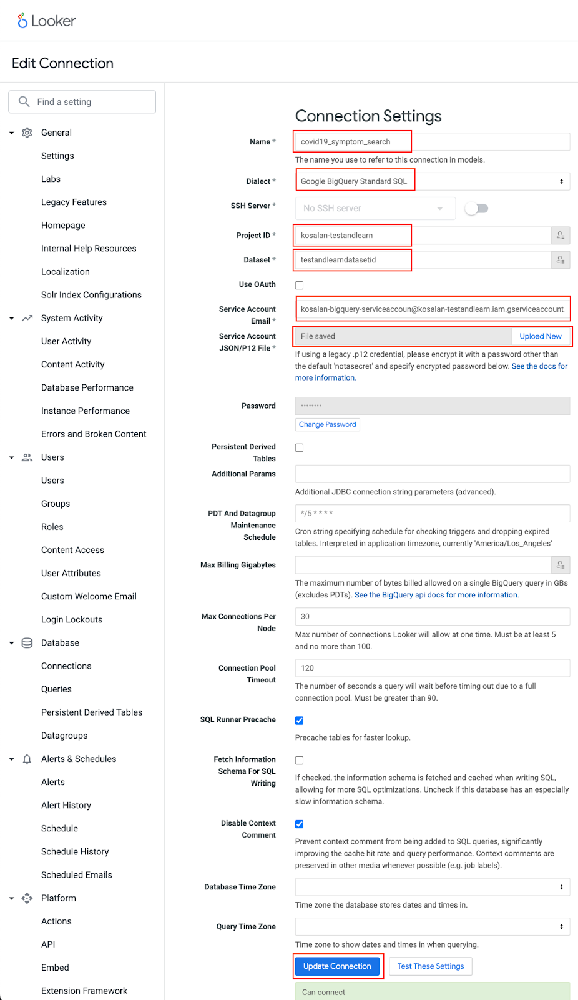 Looker
Edit Connection
Find a setting
General
Settings
Labs
Legacy Features
Homepage
Internal Help Resources
Localization
Solr Index Configurations
System Activity
User Activity
Content Activity
Database Performance
Instance Performance
Errors and Broken Content
Users
Users
Groups
Roles
Content Access
User Attributes
Custom Welcome Email
Login Lockouts
Database
Connections
Queries
Persistent Derived Tables
Datagroups
Alerts & Schedules
Alerts
Alert History
Schedule
Schedule History
Scheduled Emails
Platform
Actions
API
Embed
Extension Framework
Connection Settings
Name *
covid19_symptom_search
The name you use to refer to this connection in models.
Dialect *
Google BigQuery Standard SQL
SSH Server *
No SSH server
Project ID *
kosalan-testandlearn
Dataset *
testandlearndatasetid
Use OAuth
Service Account
Email *
kosalan-bigquery-serviceaccoun@kosalan-testandlearn.iam.gserviceaccount
Service Account
JSON/P12 File *
File saved
Upload New
If using a legacy .p12 credential, please encrypt it with a password other than
the default 'notasecret' and specify encrypted password below. See the docs for
more information.
Password
••••••••
Change Password
Persistent Derived
Tables
Additional Params
Additional JDBC connection string parameters (advanced).
PDT And Datagroup
Maintenance
Schedule
*/5 * * * *
Cron string specifying schedule for checking triggers and dropping expired
tables. Interpreted in application timezone, currently 'America/Los_Angeles'
Max Billing Gigabytes
The maximum number of bytes billed allowed on a single BigQuery query in GBs
(excludes PDTs). See the BigQuery api docs for more information.
Max Connections Per
Node
30
Max number of connections Looker will allow at one time. Must be at least 5
and no more than 100.
Connection Pool
Timeout
120
The number of seconds a query will wait before timing out due to a full
connection pool. Must be greater than 90.
SQL Runner Precache
Precache tables for faster lookup.
Fetch Information
Schema For SQL
Writing
If checked, the information schema is fetched and cached when writing SQL,
allowing for more SQL optimizations. Uncheck if this database has an especially
slow information schema.
Disable Context
Comment
Prevent context comment from being added to SQL queries, significantly
improving the cache hit rate and query performance. Context comments are
preserved in other media whenever possible (e.g. job labels).
Database Time Zone
Time zone the database stores dates and times in.
Query Time Zone
Time zone to show dates and times in when querying.
Update Connection
Test These Settings
Can connect